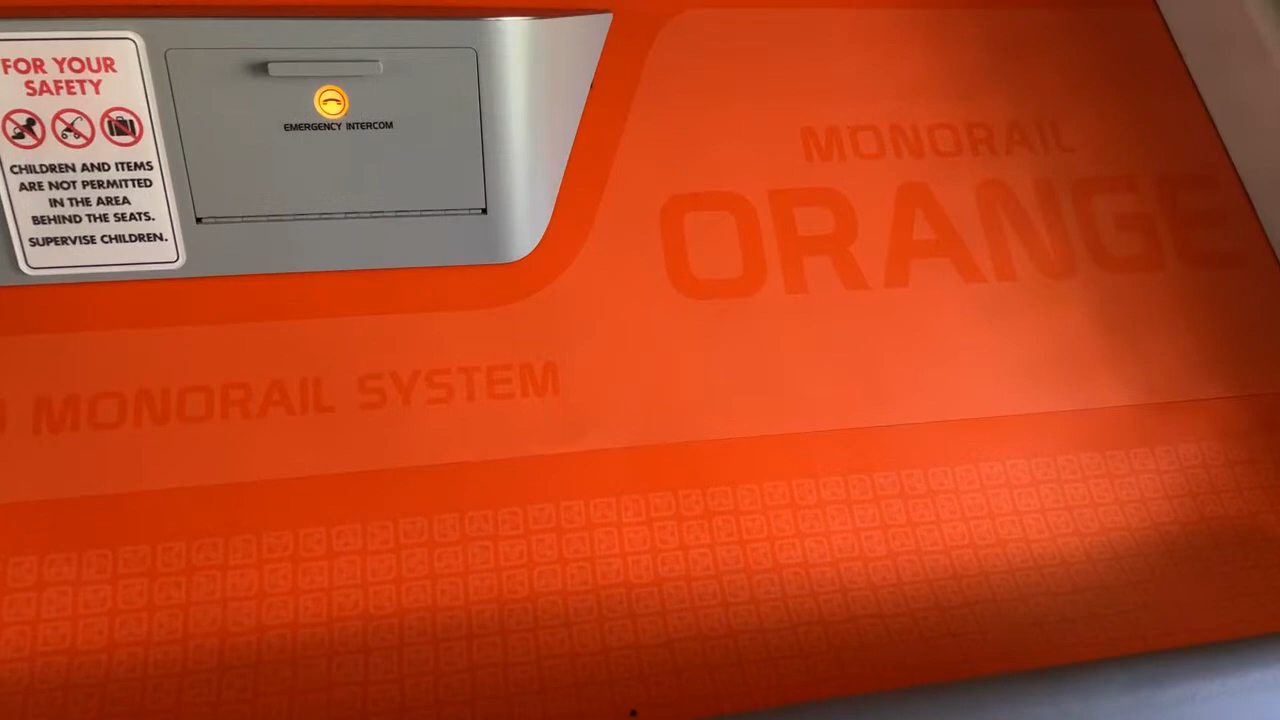 FOR YOUR
SAFETY
CHILDREN AND ITEMS
ARE NOT PERMITTED
IN THE AREA
BEHIND THE SEATS.
SUPERVISE CHILDREN.
EMERGENCY INTERCOM
MONORAIL
ORANGE
MONORAIL SYSTEM